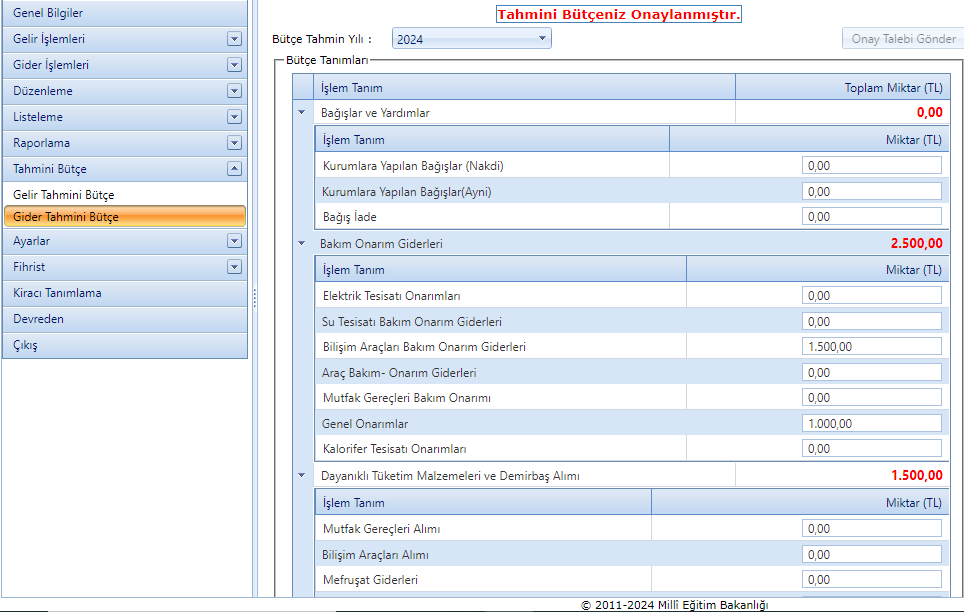 Genel Bilgiler
Gelir İşlemleri
Gider İşlemleri
Düzenleme
Listeleme
Raporlama
Tahmini Bütçe
Gelir Tahmini Bütçe
Gider Tahmini Bütçe
Ayarlar
Fihrist
Kiracı Tanımlama
Devreden
Çıkış
Tahmini Bütçeniz Onaylanmıştır.
Bütçe Tahmin Yılı : 2024 Onay Talebi Gönder
Bütçe Tanımları
İşlem Tanım Toplam Miktar (TL)
Bağışlar ve Yardımlar 0,00
İşlem Tanım Miktar (TL)
Kurumlara Yapılan Bağışlar (Nakdi) 0,00
Kurumlara Yapılan Bağışlar(Ayni) 0,00
Bağış İade 0,00
Bakım Onarım Giderleri 2.500,00
İşlem Tanım Miktar (TL)
Elektrik Tesisatı Onarımları 0,00
Su Tesisatı Bakım Onarım Giderleri 0,00
Bilişim Araçları Bakım Onarım Giderleri 1.500,00
Araç Bakım- Onarım Giderleri 0,00
Mutfak Gereçleri Bakım Onarımı 0,00
Genel Onarımlar 1.000,00
Kalorifer Tesisatı Onarımları 0,00
Dayanıklı Tüketim Malzemeleri ve Demirbaş Alımı 1.500,00
İşlem Tanım Miktar (TL)
Mutfak Gereçleri Alımı 0,00
Bilişim Araçları Alımı 0,00
Mefruşat Giderleri 0,00
© 2011-2024 Millî Eğitim Bakanlığı